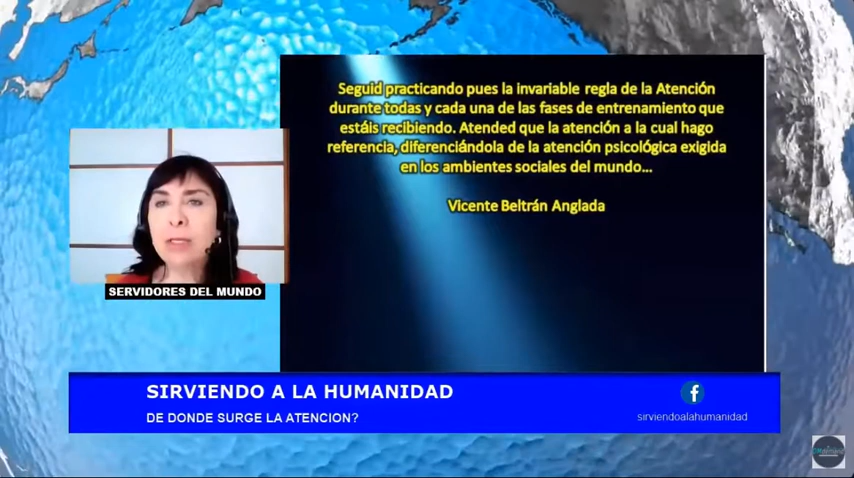 Seguid practicando pues la invariable regla de la Atención
durante todas y cada una de las fases de entrenamiento que
estáis recibiendo. Atended que la atención a la cual hago
referencia, diferenciándola de la atención psicológica exigida
en los ambientes sociales del mundo...
Vicente Beltrán Anglada
SERVIDORES DEL MUNDO
SIRVIENDO A LA HUMANIDAD
DE DONDE SURGE LA ATENCION?
sirviendoalahumanidad